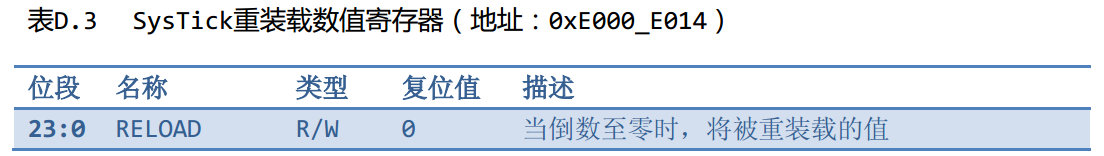 表D.3 SysTick重装载数值寄存器（地址：0xE000_E014）
位段 名称 类型 复位值 描述
23:0 RELOAD R/W 0 当倒数至零时，将被重装载的值